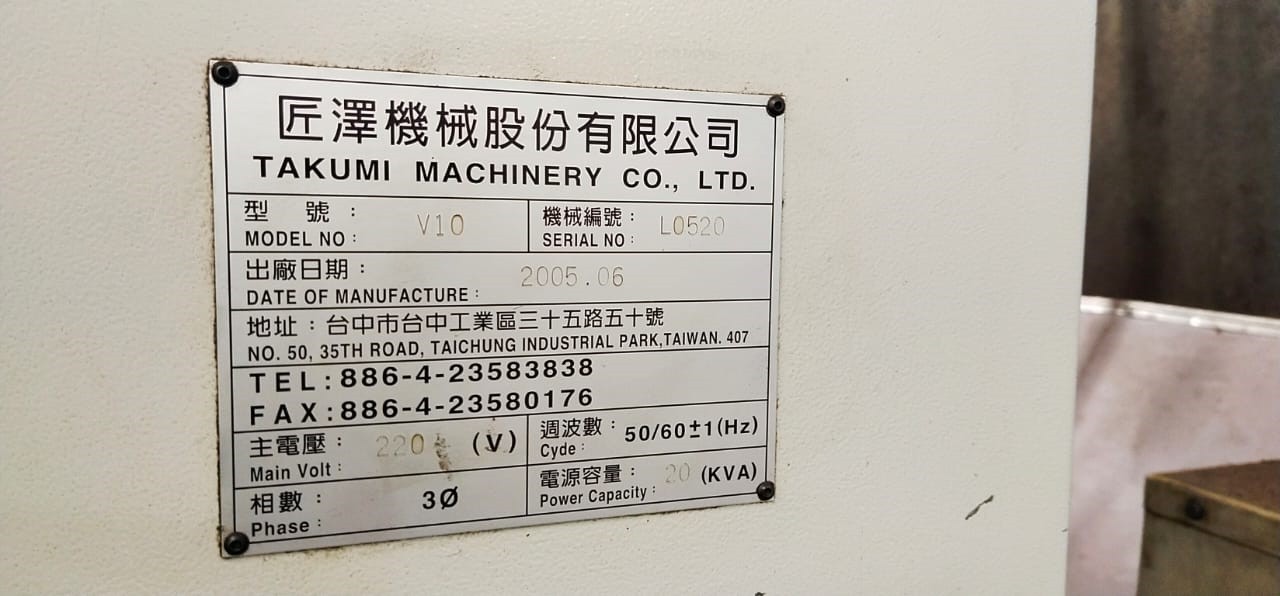 匠澤機械股份有限公司
TAKUMI MACHINERY CO., LTD.
型 號： V10
MODEL NO：
機械編號： L0520
SERIAL NO：
出廠日期： 2005.06
DATE OF MANUFACTURE：
地址：台中市台中工業區三十五路五十號
NO. 50, 35TH ROAD, TAICHUNG INDUSTRIAL PARK,TAIWAN. 407
TEL:886-4-23583838
FAX:886-4-23580176
主電壓： 220 (V)
Main Volt：
週波數：50/60±1(Hz)
Cyde：
相數： 3Ø
Phase：
電源容量： 20 (KVA)
Power Capacity：